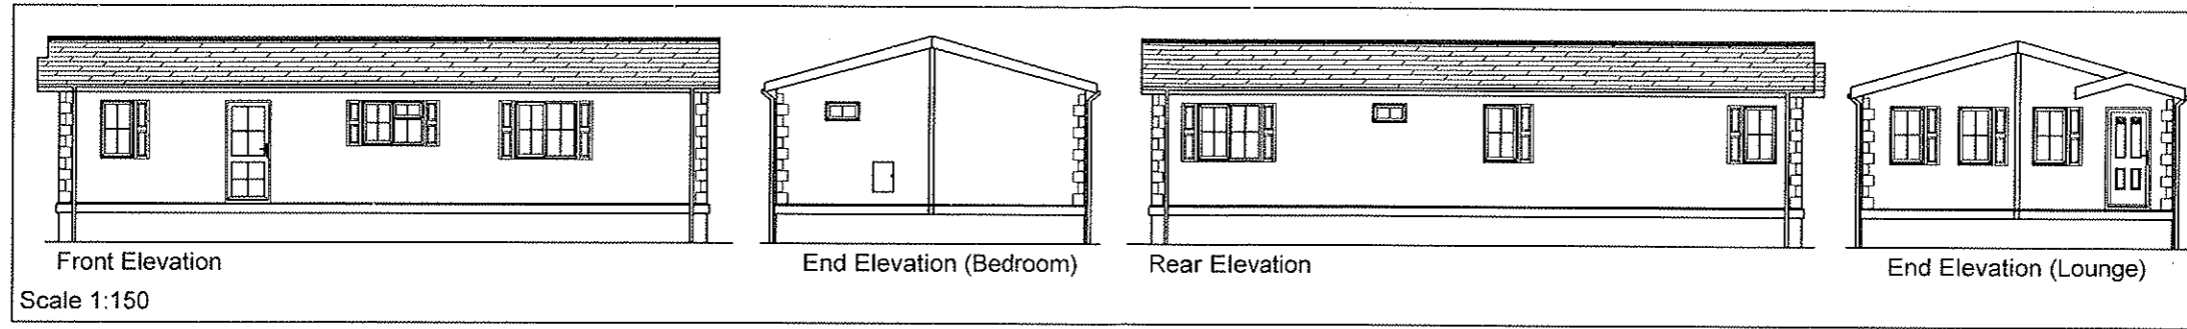 Front Elevation
End Elevation (Bedroom)
Rear Elevation
End Elevation (Lounge)
Scale 1:150